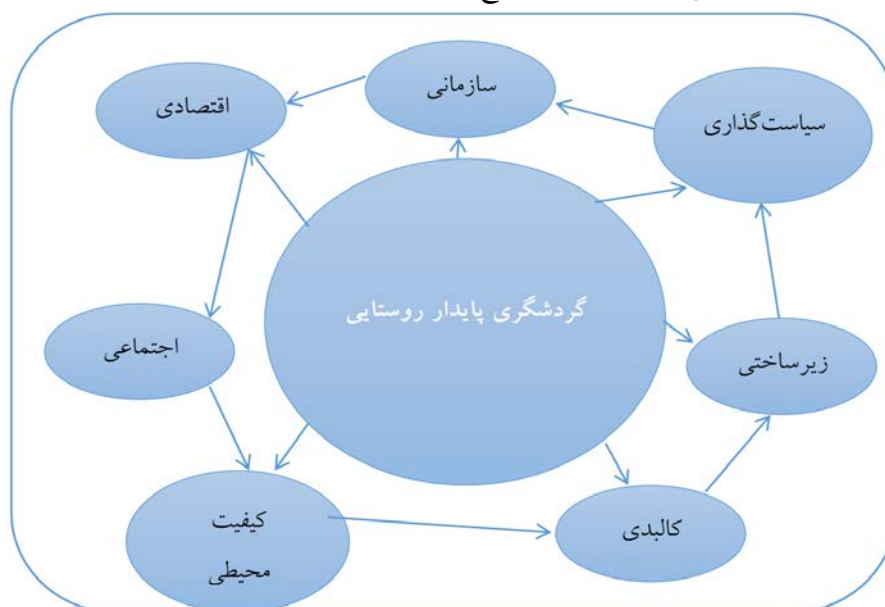 سازمانی
اقتصادی
سیاست‌گذاری
گردشگری پایدار روستایی
اجتماعی
زیرساختی
کیفیت
محیطی
کالبدی